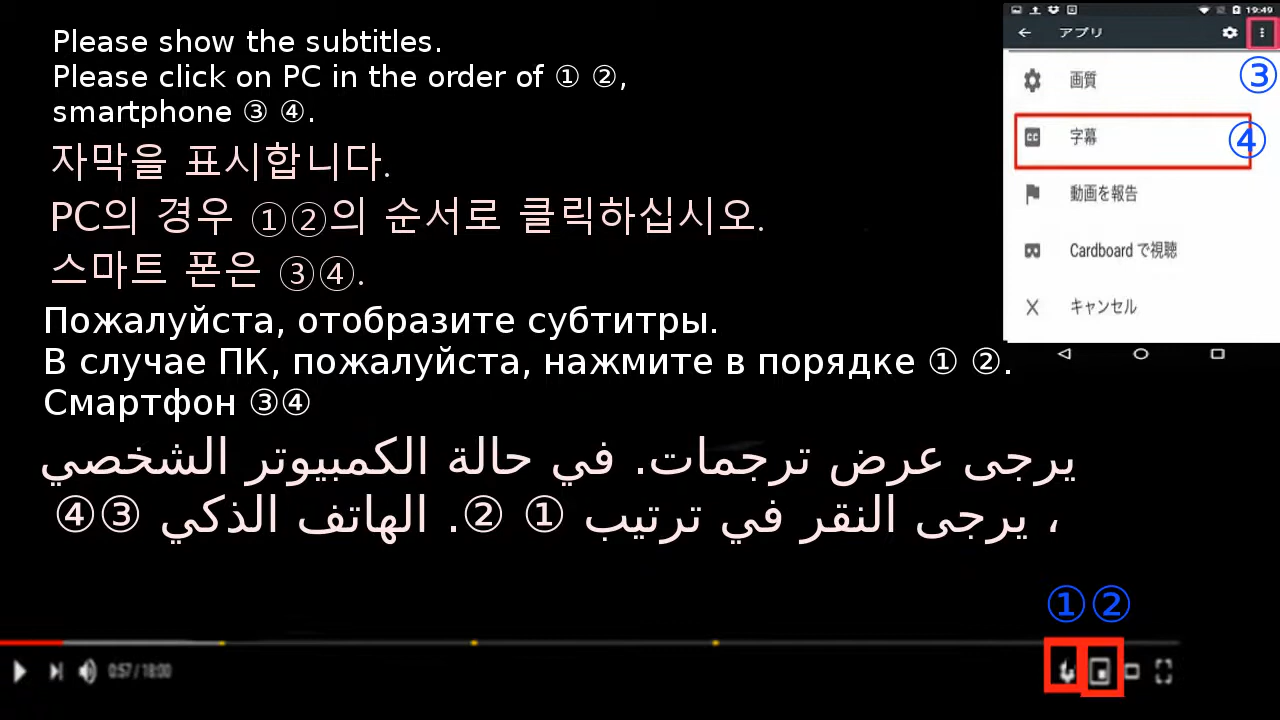 Please show the subtitles.
Please click on PC in the order of ① ②,
smartphone ③ ④.
자막을 표시합니다.
PC의 경우 ①②의 순서로 클릭하십시오.
스마트 폰은 ③④.
Пожалуйста, отобразите субтитры.
В случае ПК, пожалуйста, нажмите в порядке ① ②.
Смартфон ③④
يرجى عرض ترجمات. في حالة الكمبيوتر الشخصي
، يرجى النقر في ترتيب ① ②. الهاتف الذكي ③④
19:49
アプリ
③
画質
字幕
④
動画を報告
Cardboard で視聴
キャンセル
①②
0:57 / 18:00